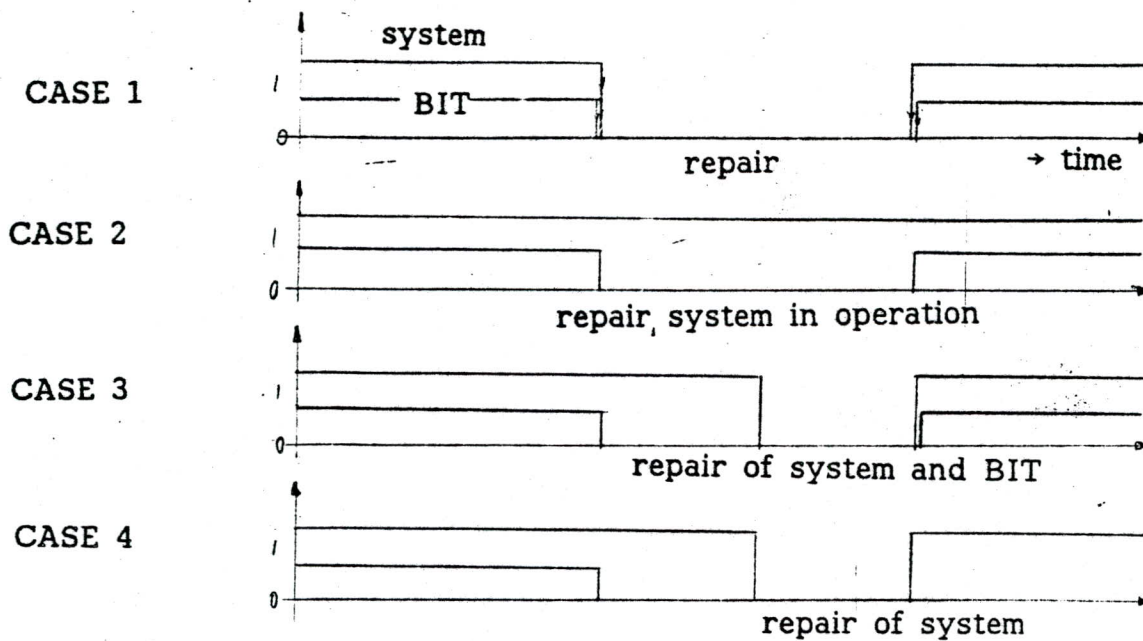 system
CASE 1
1
BIT
0
repair
→ time
CASE 2
1
0
repair, system in operation
CASE 3
1
0
repair of system and BIT
CASE 4
1
0
repair of system